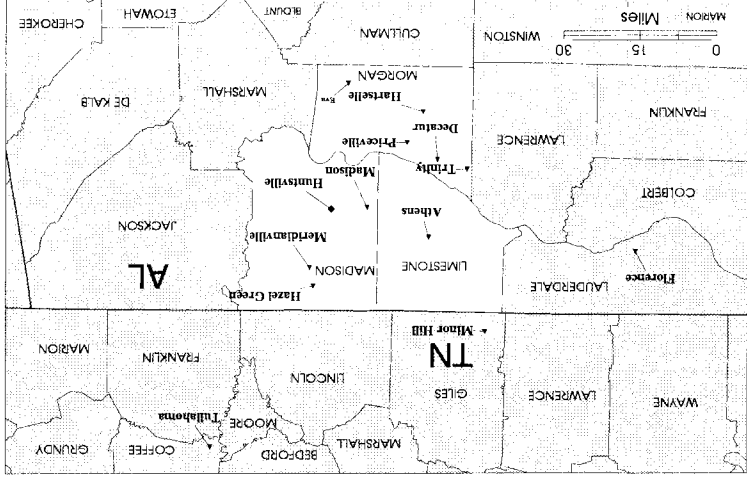 MARSHALL
BEDFORD
COFFEE
GRUNDY
MOORE
Tullahoma
WAYNE
LAWRENCE
GILES
LINCOLN
FRANKLIN
MARION
TN
Minor Hill
Florence
LAUDERDALE
LIMESTONE
MADISON
Hazel Green
AL
Meridianville
JACKSON
Athens
Huntsville
COLBERT
Madison
Trinity
Decatur
Priceville
LAWRENCE
FRANKLIN
Hartselle
Eva
MORGAN
MARSHALL
DE KALB
0 15 30
Miles
MARION
WINSTON
CULLMAN
BLOUNT
ETOWAH
CHEROKEE